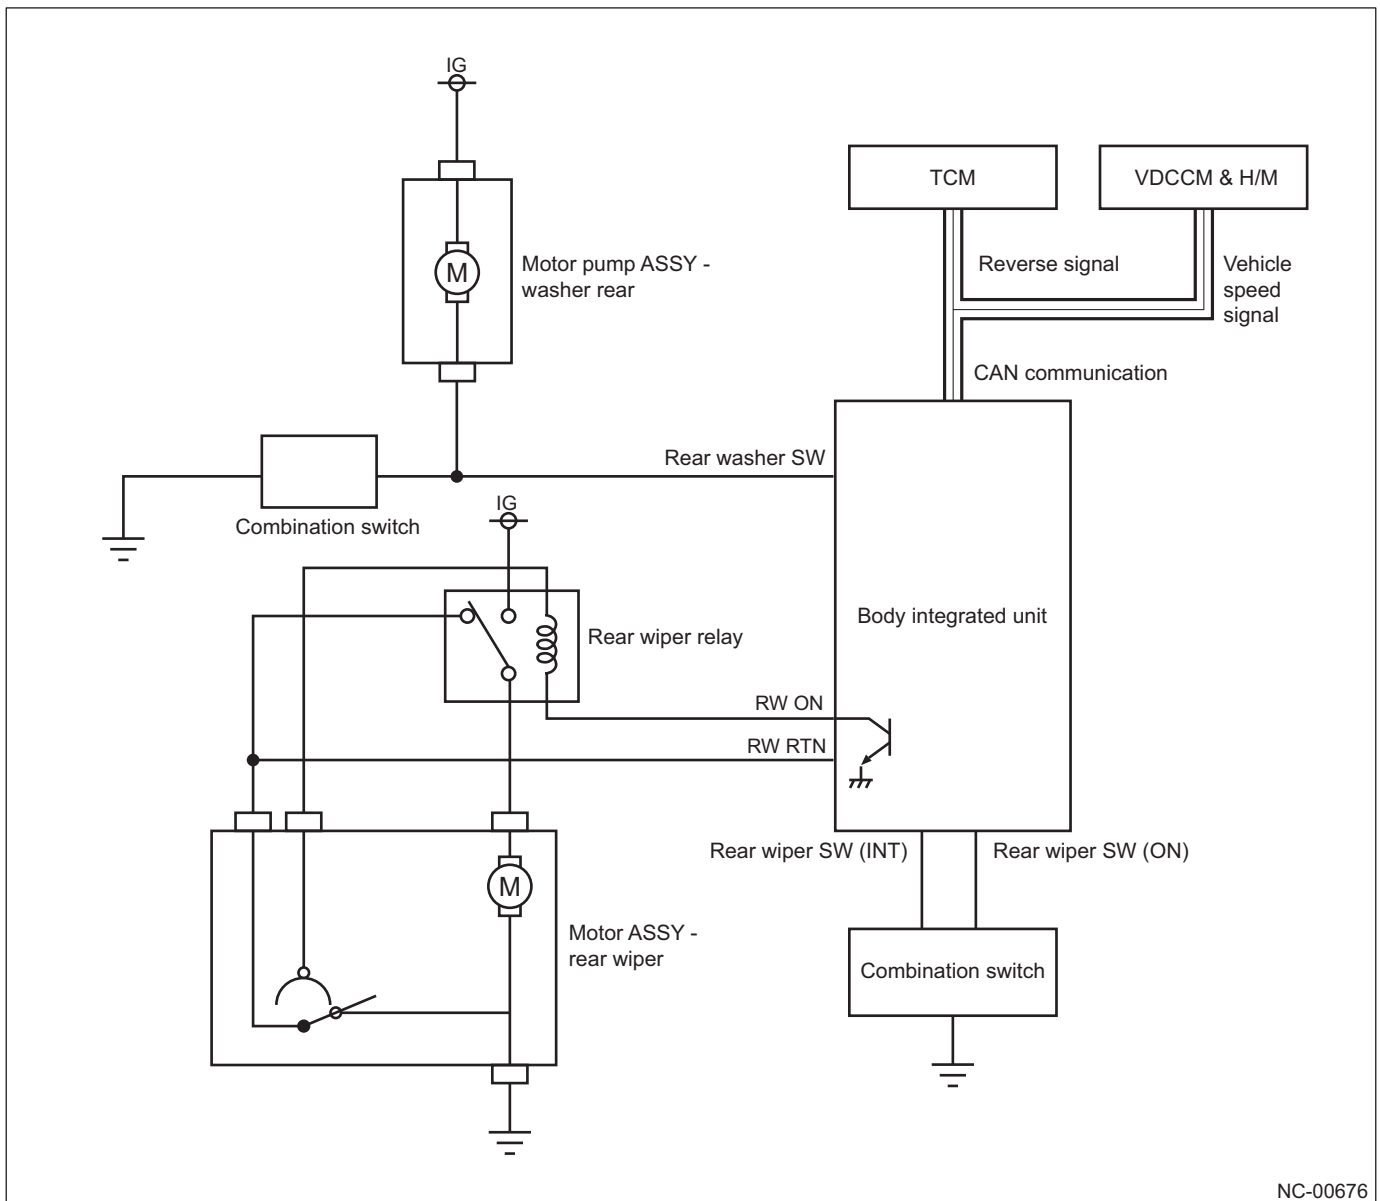 IG
TCM
VDCCM & H/M
M
Motor pump ASSY -
washer rear
Reverse signal
Vehicle
speed
signal
CAN communication
Rear washer SW
Combination switch
IG
Rear wiper relay
Body integrated unit
RW ON
RW RTN
Rear wiper SW (INT)
Rear wiper SW (ON)
M
Motor ASSY -
rear wiper
Combination switch
NC-00676